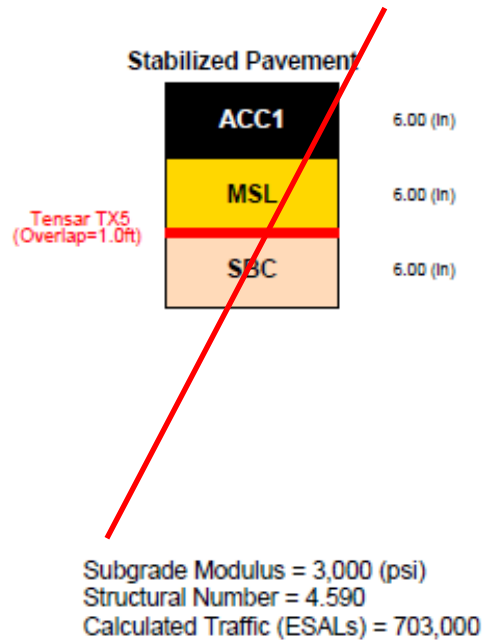 Stabilized Pavement
ACC1
6.00 (in)
MSL
6.00 (in)
Tensar TX5
(Overlap=1.0ft)
SBC
6.00 (in)
Subgrade Modulus = 3,000 (psi)
Structural Number = 4.590
Calculated Traffic (ESALs) = 703,000